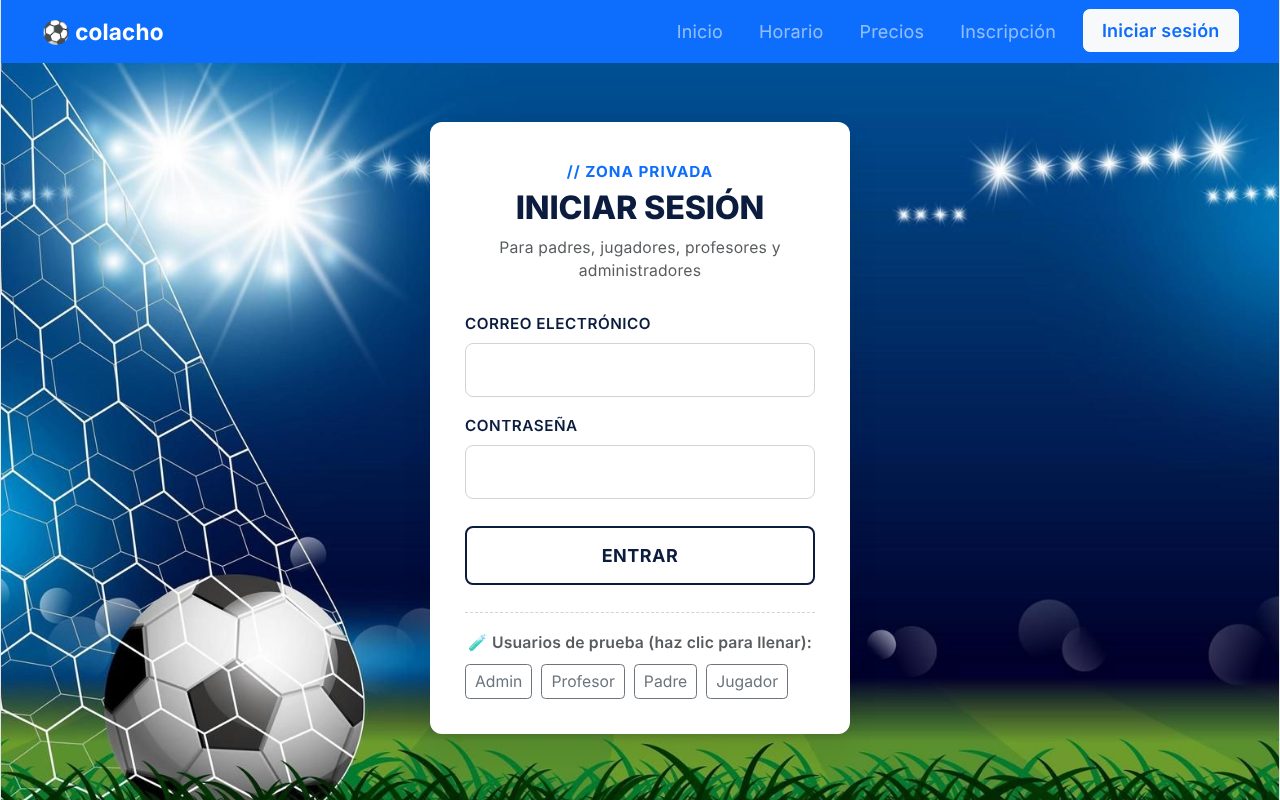 ⚽ colacho
Inicio
Horario
Precios
Inscripción
Iniciar sesión
// ZONA PRIVADA
INICIAR SESIÓN
Para padres, jugadores, profesores y
administradores
CORREO ELECTRÓNICO
CONTRASEÑA
ENTRAR
🧪 Usuarios de prueba (haz clic para llenar):
Admin
Profesor
Padre
Jugador